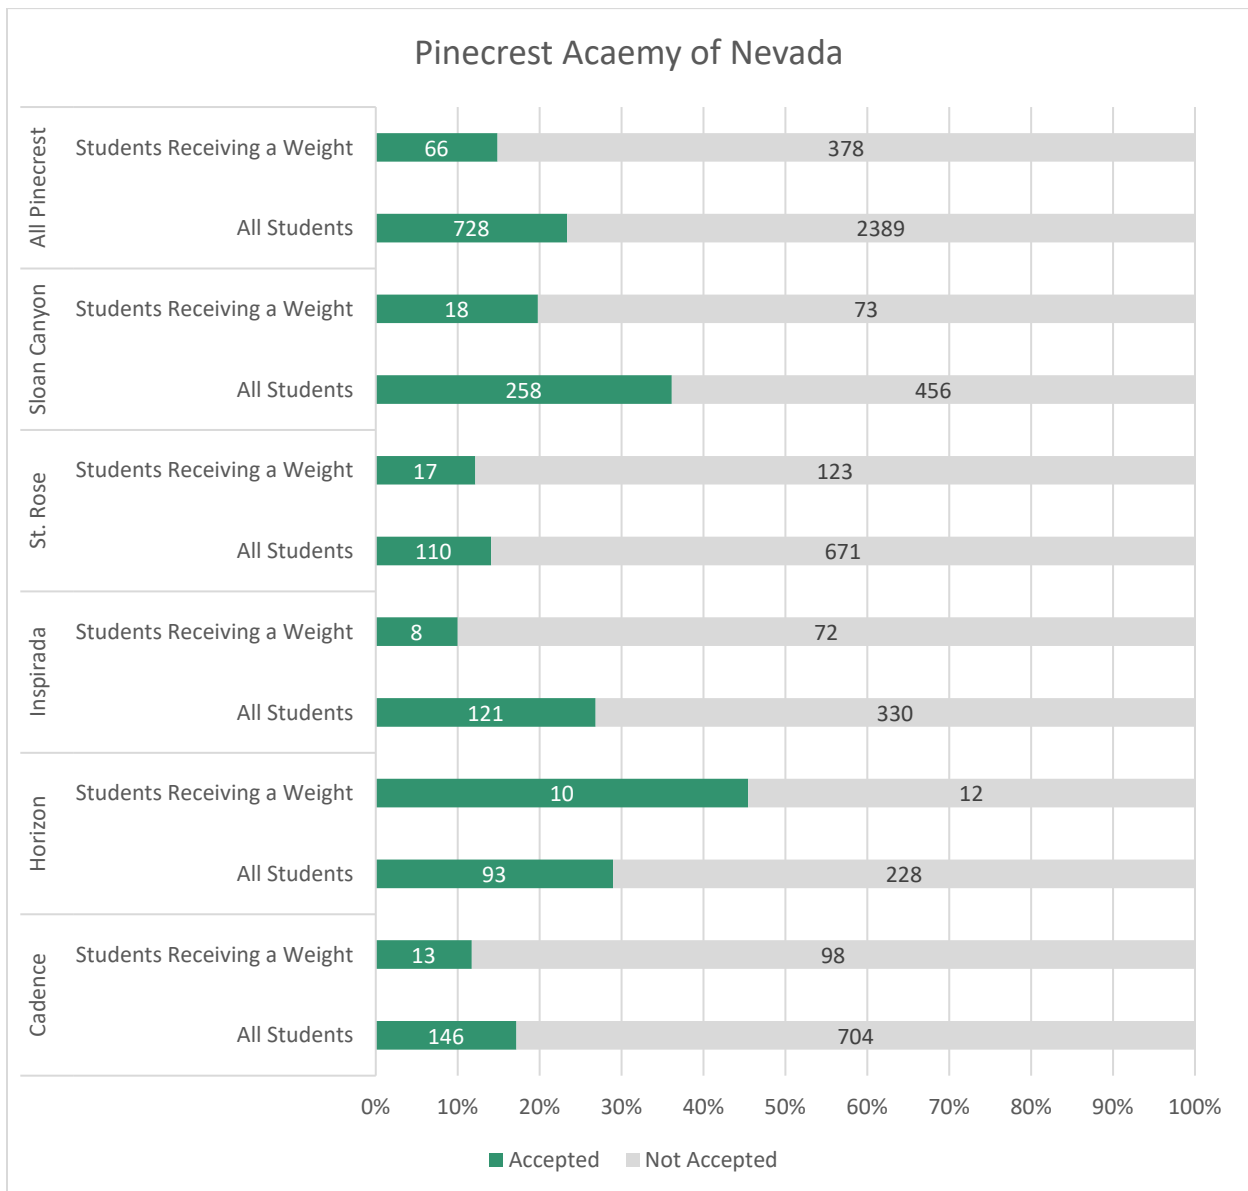 Pinecrest Acaemy of Nevada
All Pinecrest
Students Receiving a Weight 66 378
All Students 728 2389
Sloan Canyon
Students Receiving a Weight 18 73
All Students 258 456
St. Rose
Students Receiving a Weight 17 123
All Students 110 671
Inspirada
Students Receiving a Weight 8 72
All Students 121 330
Horizon
Students Receiving a Weight 10 12
All Students 93 228
Cadence
Students Receiving a Weight 13 98
All Students 146 704
0% 10% 20% 30% 40% 50% 60% 70% 80% 90% 100%
Accepted Not Accepted